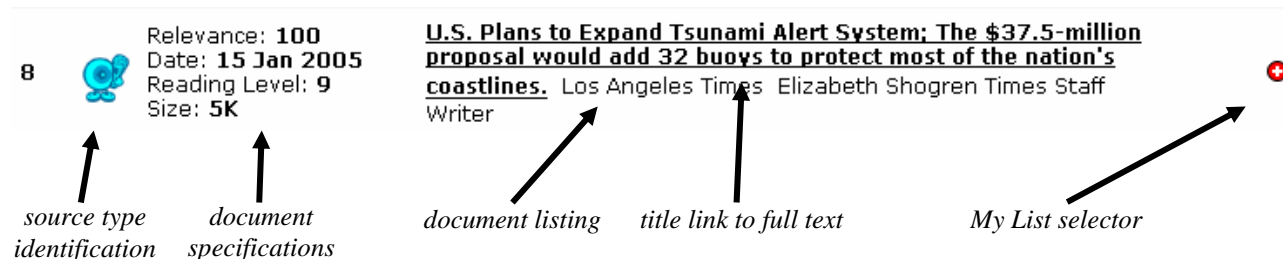 8
Relevance: 100
Date: 15 Jan 2005
Reading Level: 9
Size: 5K
U.S. Plans to Expand Tsunami Alert System; The $37.5-million
proposal would add 32 buoys to protect most of the nation's
coastlines. Los Angeles Times Elizabeth Shogren Times Staff
Writer
source type
identification
document
specifications
document listing
title link to full text
My List selector